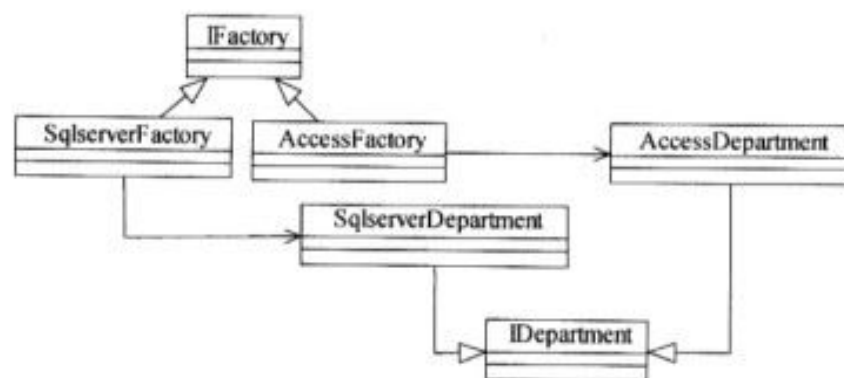 IFactory
SqlserverFactory
AccessFactory
AccessDepartment
SqlserverDepartment
IDepartment